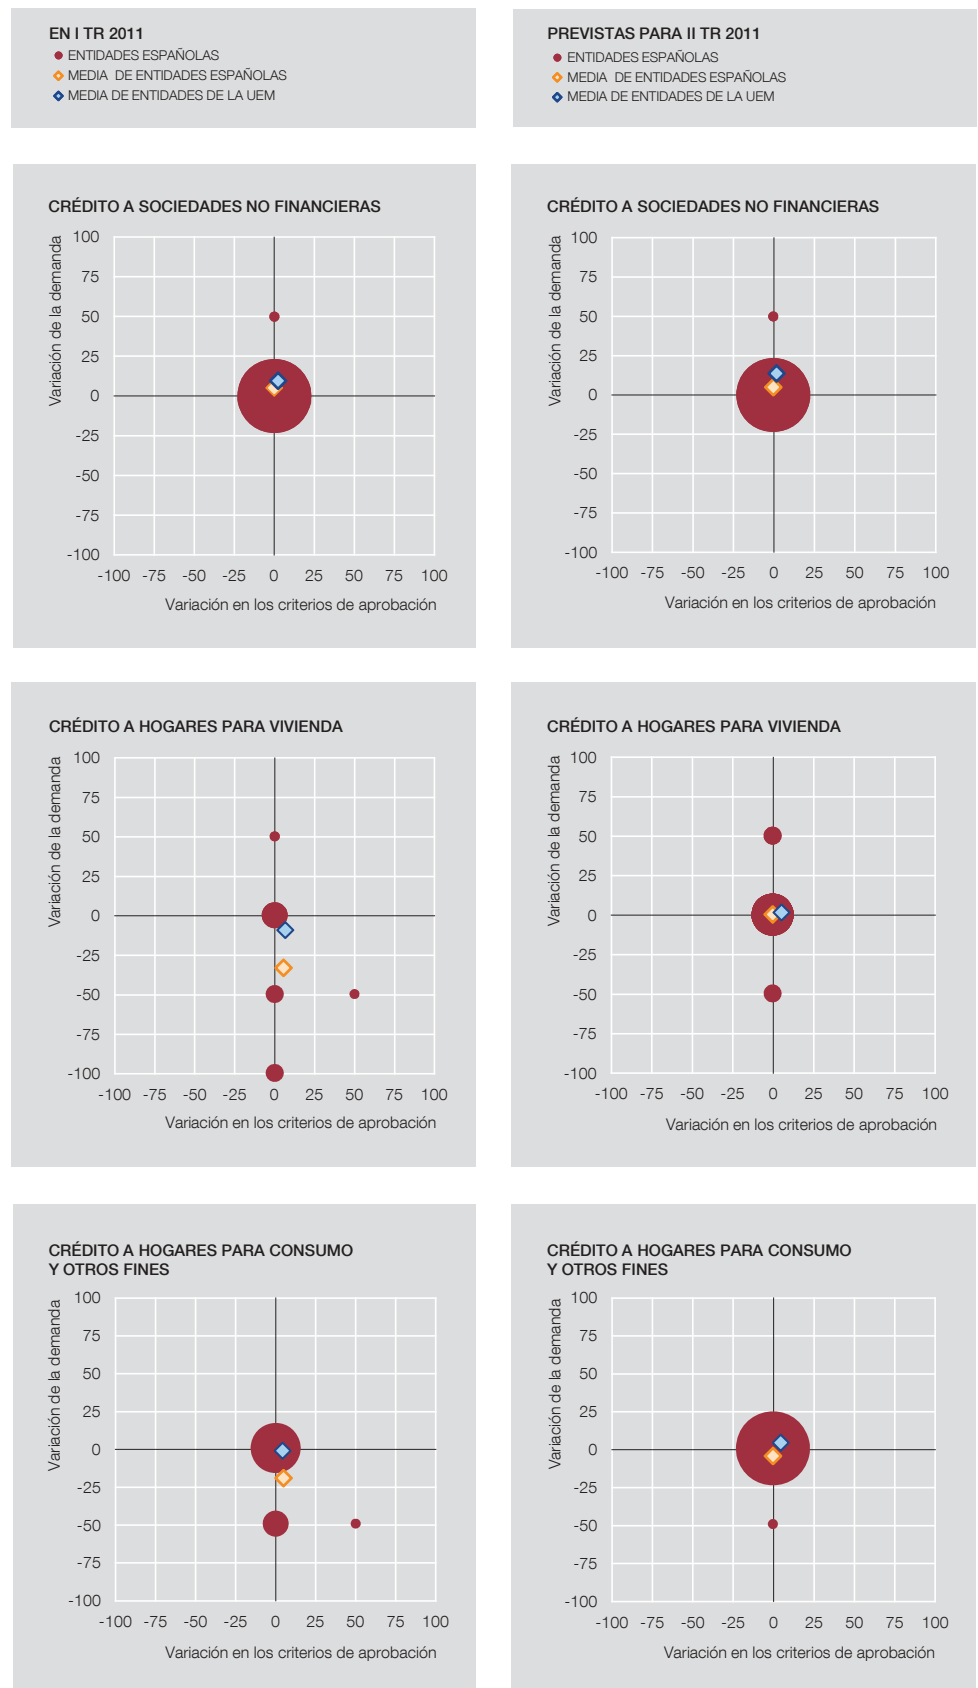 EN I TR 2011
ENTIDADES ESPAÑOLAS
MEDIA DE ENTIDADES ESPAÑOLAS
MEDIA DE ENTIDADES DE LA UEM
PREVISTAS PARA II TR 2011
ENTIDADES ESPAÑOLAS
MEDIA DE ENTIDADES ESPAÑOLAS
MEDIA DE ENTIDADES DE LA UEM
CRÉDITO A SOCIEDADES NO FINANCIERAS
Variación de la demanda
100
75
50
25
0
-25
-50
-75
-100
-100 -75 -50 -25 0 25 50 75 100
Variación en los criterios de aprobación
CRÉDITO A SOCIEDADES NO FINANCIERAS
Variación de la demanda
100
75
50
25
0
-25
-50
-75
-100
-100 -75 -50 -25 0 25 50 75 100
Variación en los criterios de aprobación
CRÉDITO A HOGARES PARA VIVIENDA
Variación de la demanda
100
75
50
25
0
-25
-50
-75
-100
-100 -75 -50 -25 0 25 50 75 100
Variación en los criterios de aprobación
CRÉDITO A HOGARES PARA VIVIENDA
Variación de la demanda
100
75
50
25
0
-25
-50
-75
-100
-100 -75 -50 -25 0 25 50 75 100
Variación en los criterios de aprobación
CRÉDITO A HOGARES PARA CONSUMO
Y OTROS FINES
Variación de la demanda
100
75
50
25
0
-25
-50
-75
-100
-100 -75 -50 -25 0 25 50 75 100
Variación en los criterios de aprobación
CRÉDITO A HOGARES PARA CONSUMO
Y OTROS FINES
Variación de la demanda
100
75
50
25
0
-25
-50
-75
-100
-100 -75 -50 -25 0 25 50 75 100
Variación en los criterios de aprobación